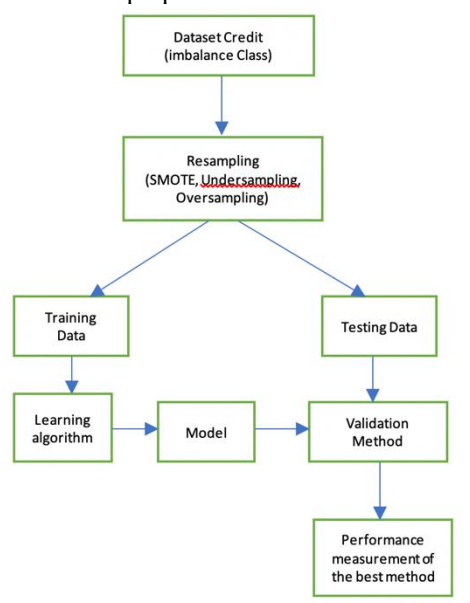 Dataset Credit
(imbalance Class)
Resampling
(SMOTE, Undersampling,
Oversampling)
Training
Data
Testing Data
Learning
algorithm
Model
Validation
Method
Performance
measurement of
the best method